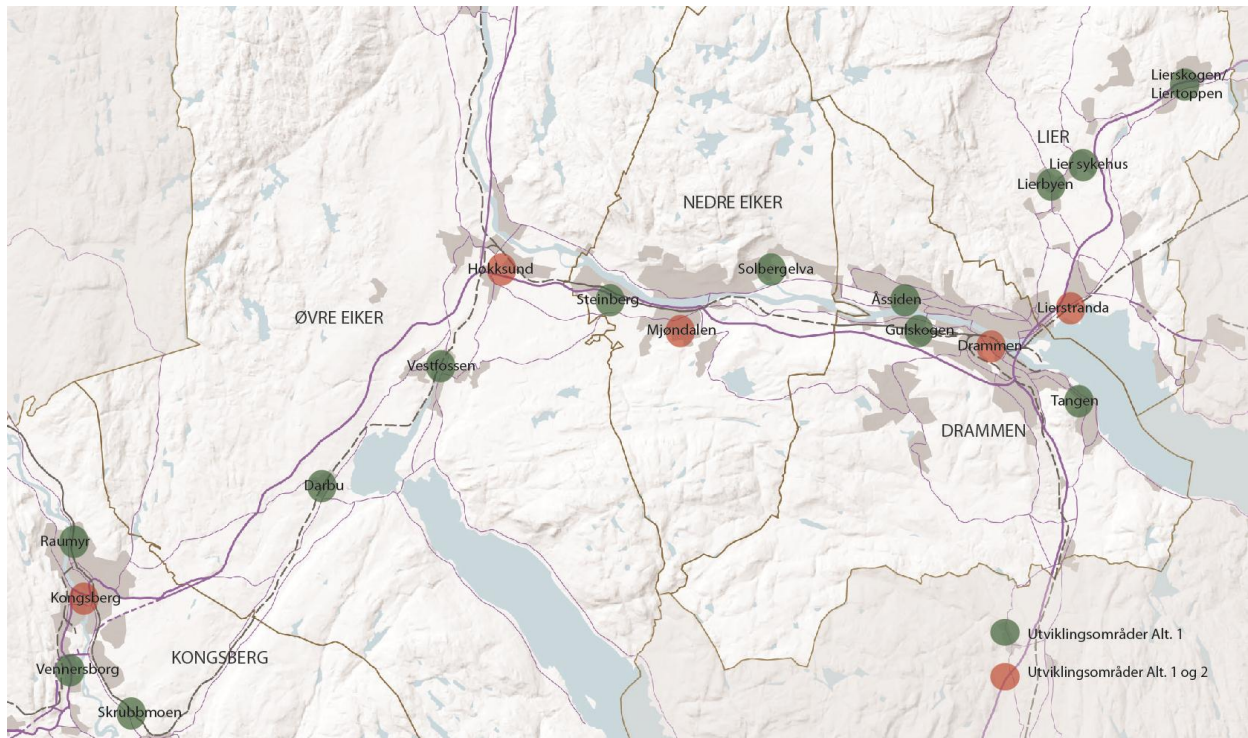 Lierskogen/
Liertoppen
LIER
Lier sykehus
Lierbyen
NEDRE EIKER
Hokksund
Solbergelva
Steinberg
Åssiden
Lierstranda
ØVRE EIKER
Mjøndalen
Gulskogen
Drammen
Vestfossen
Tangen
DRAMMEN
Darbu
Raumyr
Kongsberg
Utviklingsområder Alt. 1
KONGSBERG
Vennersborg
Utviklingsområder Alt. 1 og 2
Skrubbmoen